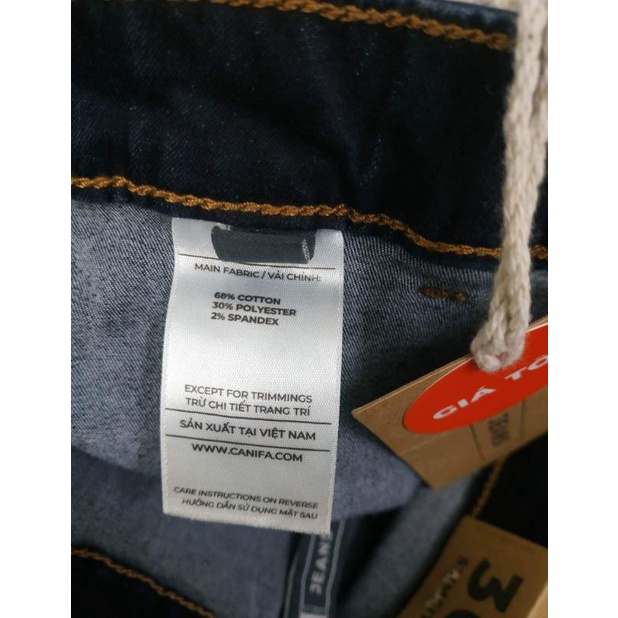 MAIN FABRIC / VẢI CHÍNH:
68% COTTON
30% POLYESTER
2% SPANDEX
EXCEPT FOR TRIMMINGS
TRỪ CHI TIẾT TRANG TRÍ
SẢN XUẤT TẠI VIỆT NAM
WWW.CANIFA.COM
CARE INSTRUCTIONS ON REVERSE
HƯỚNG DẪN SỬ DỤNG MẶT SAU
GIÁ TỐ
JEANS
30